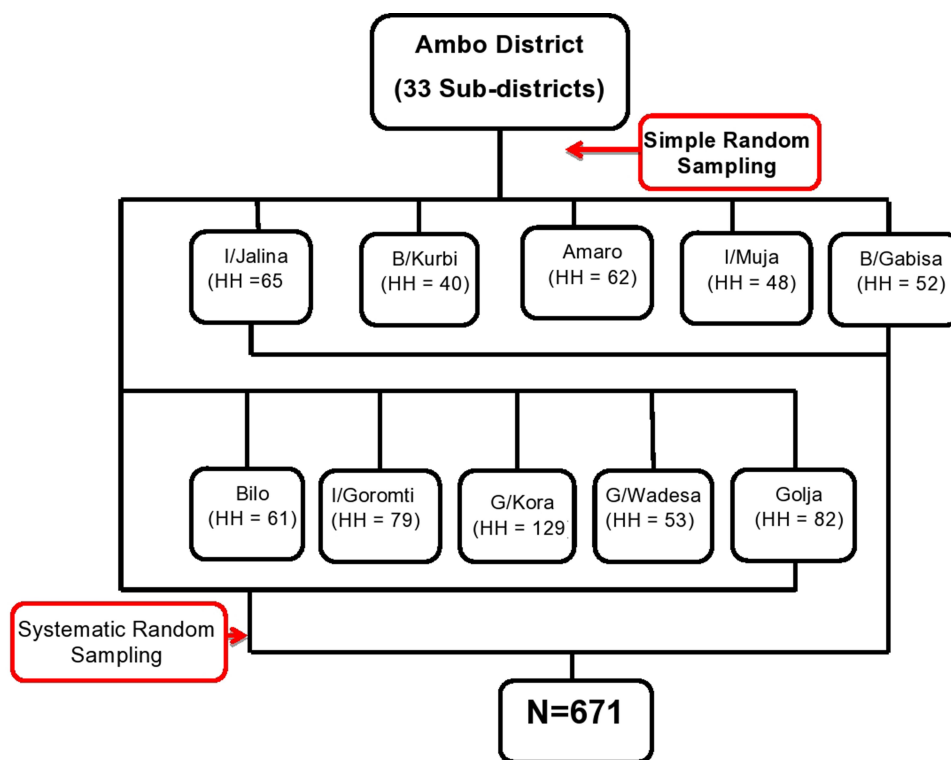 Ambo District
(33 Sub-districts)
Simple Random
Sampling
I/Jalina
(HH =65
B/Kurbi
(HH = 40)
Amaro
(HH = 62)
I/Muja
(HH = 48)
B/Gabisa
(HH = 52)
Bilo
(HH = 61)
I/Goromti
(HH = 79)
G/Kora
(HH = 129)
G/Wadesa
(HH = 53)
Golja
(HH = 82)
Systematic Random
Sampling
N=671